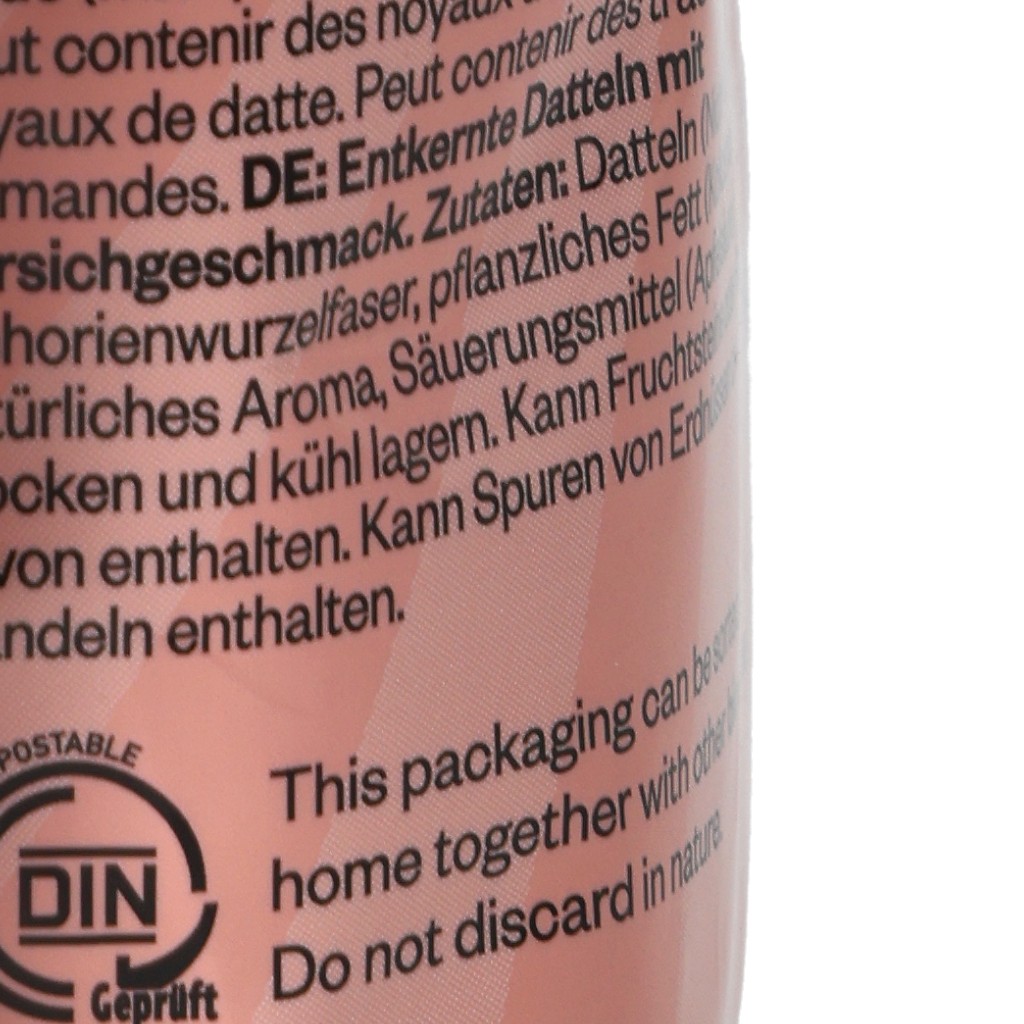 ut contenir des noyaux
yaux de datte. Peut contenir des
mandes. DE: Entkernte Datteln mit
rsichgeschmack. Zutaten: Datteln
horienwurzelfaser, pflanzliches Fett
türliches Aroma, Säuerungsmittel
ocken und kühl lagern. Kann
von enthalten. Kann Spuren von
andeln enthalten.
POSTABLE
DIN
Geprüft
This packaging can be
home together with other
Do not discard in nature.